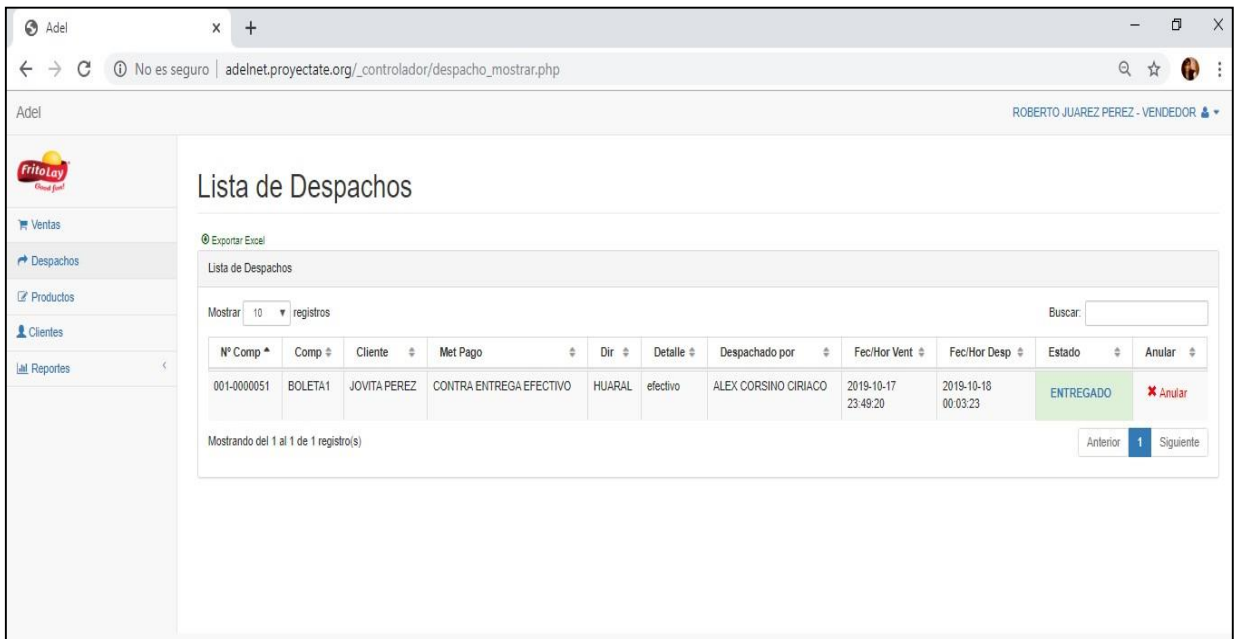 Adel
No es seguro | adelnet.proyectate.org/_controlador/despacho_mostrar.php
Adel
ROBERTO JUAREZ PEREZ - VENDEDOR
FritoLay
Good fun!
Ventas
Despachos
Productos
Clientes
Reportes
Lista de Despachos
Exportar Excel
Lista de Despachos
Mostrar 10 registros
Buscar:
Nº Comp Comp Cliente Met Pago Dir Detalle Despachado por Fec/Hor Vent Fec/Hor Desp Estado Anular
001-0000051 BOLETA1 JOVITA PEREZ CONTRA ENTREGA EFECTIVO HUARAL efectivo ALEX CORSINO CIRIACO 2019-10-17 23:49:20 2019-10-18 00:03:23 ENTREGADO Anular
Mostrando del 1 al 1 de 1 registro(s)
Anterior 1 Siguiente